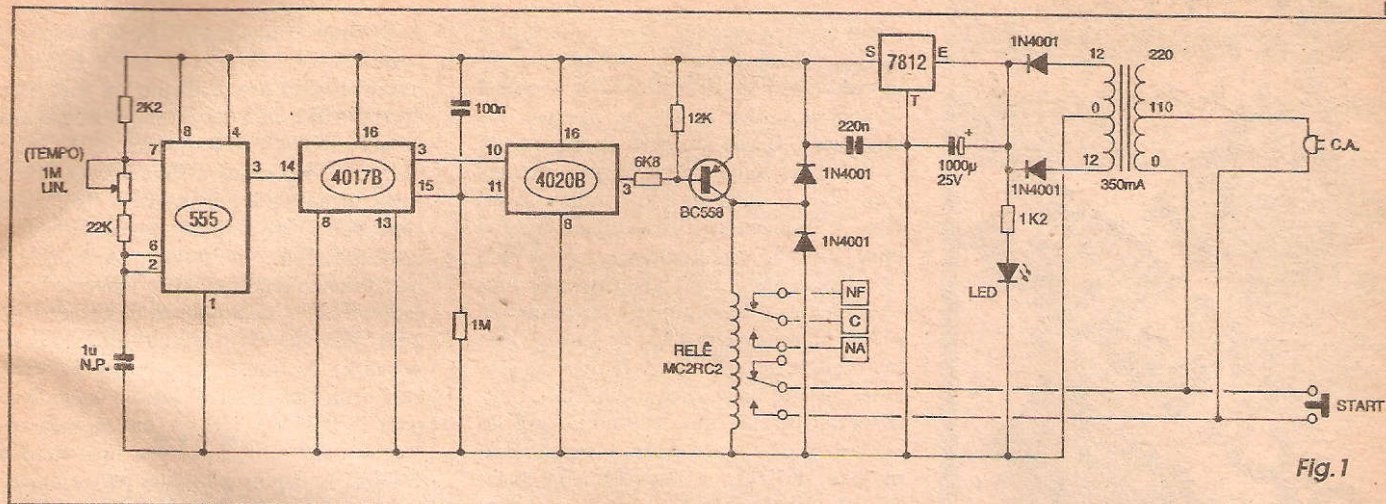 2K2
(TEMPO)
1M
LIN.
22K
1u
N.P.
7
8
4
6
2
3
1
555
14
16
3
15
8
13
4017B
100n
1M
10
11
16
3
8
4020B
12K
6K8
BC558
1N4001
1N4001
220n
S
7812
E
T
+
1000µ
25V
1N4001
1N4001
1K2
LED
12
0
12
220
110
0
350mA
C.A.
RELÊ
MC2RC2
NF
C
NA
START
Fig.1